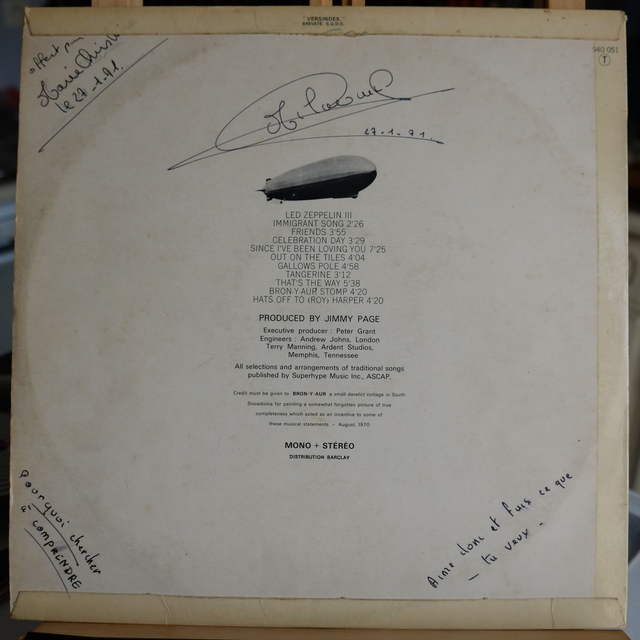 "VERSINDEX"
BREVETÉ S.G.D.G.
940 051
T
offert par
Marie Christ
le 27-1-71.
27.1.71.
LED ZEPPELIN III
IMMIGRANT SONG 2'26
FRIENDS 3'55
CELEBRATION DAY 3'29
SINCE I'VE BEEN LOVING YOU 7'25
OUT ON THE TILES 4'04
GALLOWS POLE 4'58
TANGERINE 3'12
THAT'S THE WAY 5'38
BRON-Y-AUR STOMP 4'20
HATS OFF TO (ROY) HARPER 4'20
PRODUCED BY JIMMY PAGE
Executive producer : Peter Grant
Engineers : Andrew Johns, London
Terry Manning, Ardent Studios,
Memphis, Tennessee
All selections and arrangements of traditional songs
published by Superhype Music Inc., ASCAP.
Credit must be given to BRON-Y-AUR a small derelict cottage in South
Snowdonia for painting a somewhat forgotten picture of true
completeness which acted as an incentive to some of
these musical statements - August, 1970
MONO + STÉRÉO
DISTRIBUTION BARCLAY
Pourquoi chercher
à COMPRENDRE
Aime donc et fais ce que
- tu veux.